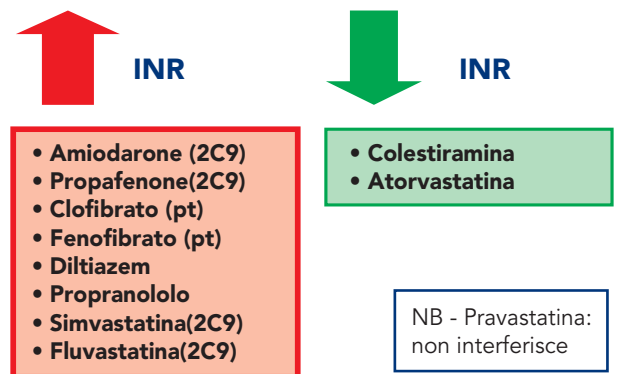 INR
• Amiodarone (2C9)
• Propafenone(2C9)
• Clofibrato (pt)
• Fenofibrato (pt)
• Diltiazem
• Propranololo
• Simvastatina(2C9)
• Fluvastatina(2C9)
INR
• Colestiramina
• Atorvastatina
NB - Pravastatina:
non interferisce